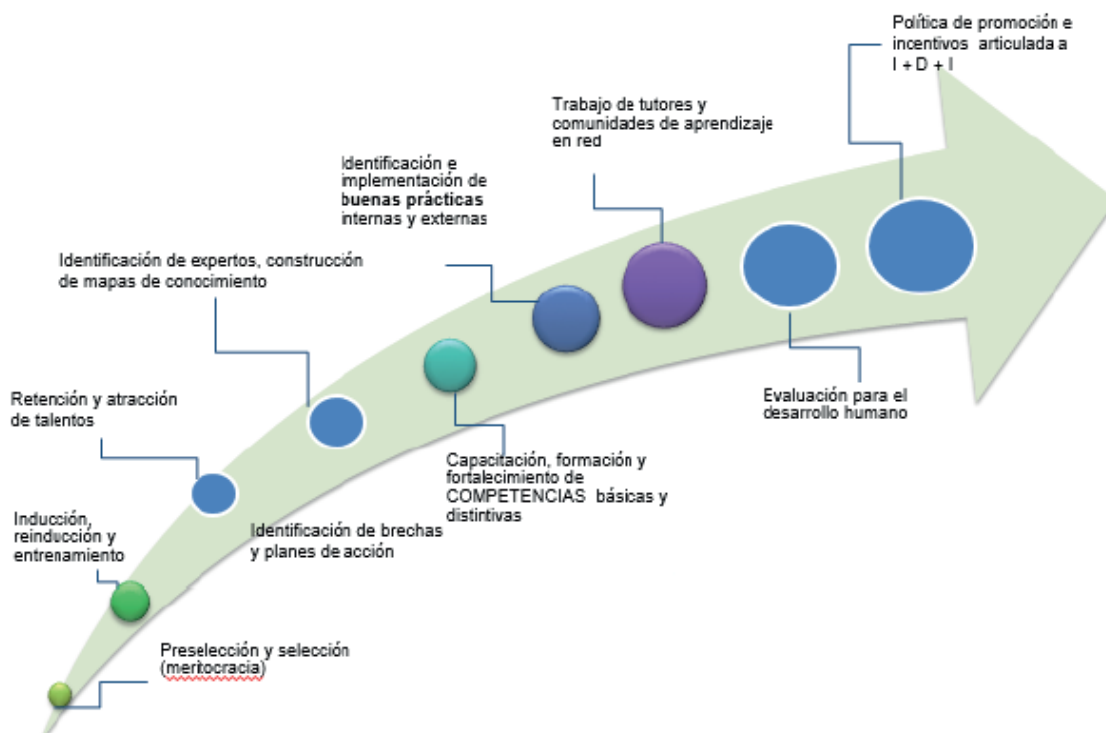 Política de promoción e
incentivos articulada a
I + D + I
Trabajo de tutores y
comunidades de aprendizaje
en red
Identificación e
implementación de
buenas prácticas
internas y externas
Identificación de expertos, construcción
de mapas de conocimiento
Retención y atracción
de talentos
Evaluación para el
desarrollo humano
Capacitación, formación y
fortalecimiento de
COMPETENCIAS básicas y
distintivas
Inducción,
reinducción y
entrenamiento
Identificación de brechas
y planes de acción
Preselección y selección
(meritocracia)